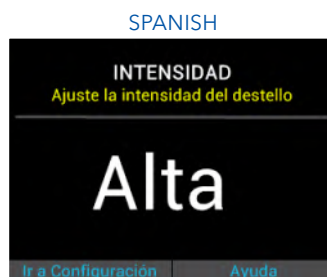 SPANISH
INTENSIDAD
Ajuste la intensidad del destello
Alta
Ir a Configuración Ayuda